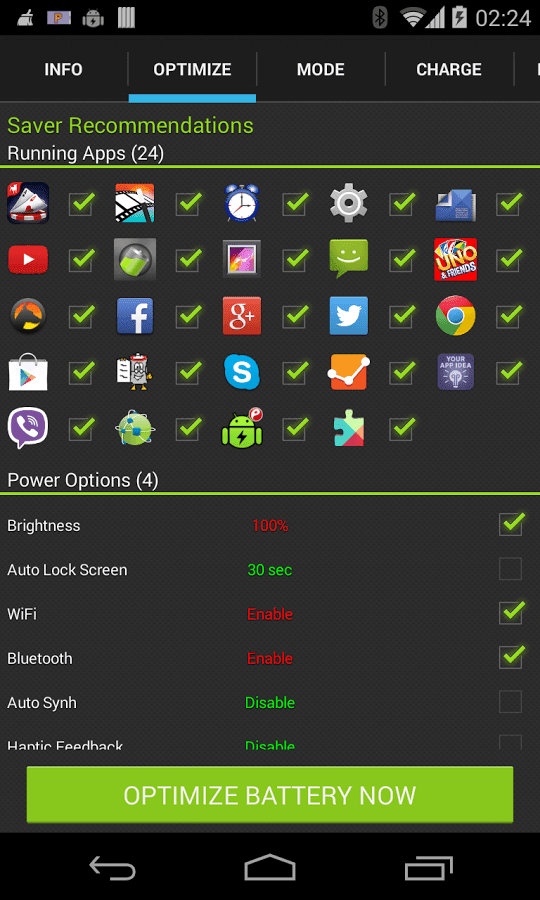 02:24
INFO OPTIMIZE MODE CHARGE
Saver Recommendations
Running Apps (24)
UNO
& FRIENDS
YOUR
APP IDEA
Power Options (4)
Brightness 100%
Auto Lock Screen 30 sec
WiFi Enable
Bluetooth Enable
Auto Synh Disable
Haptic Feedback Disable
OPTIMIZE BATTERY NOW